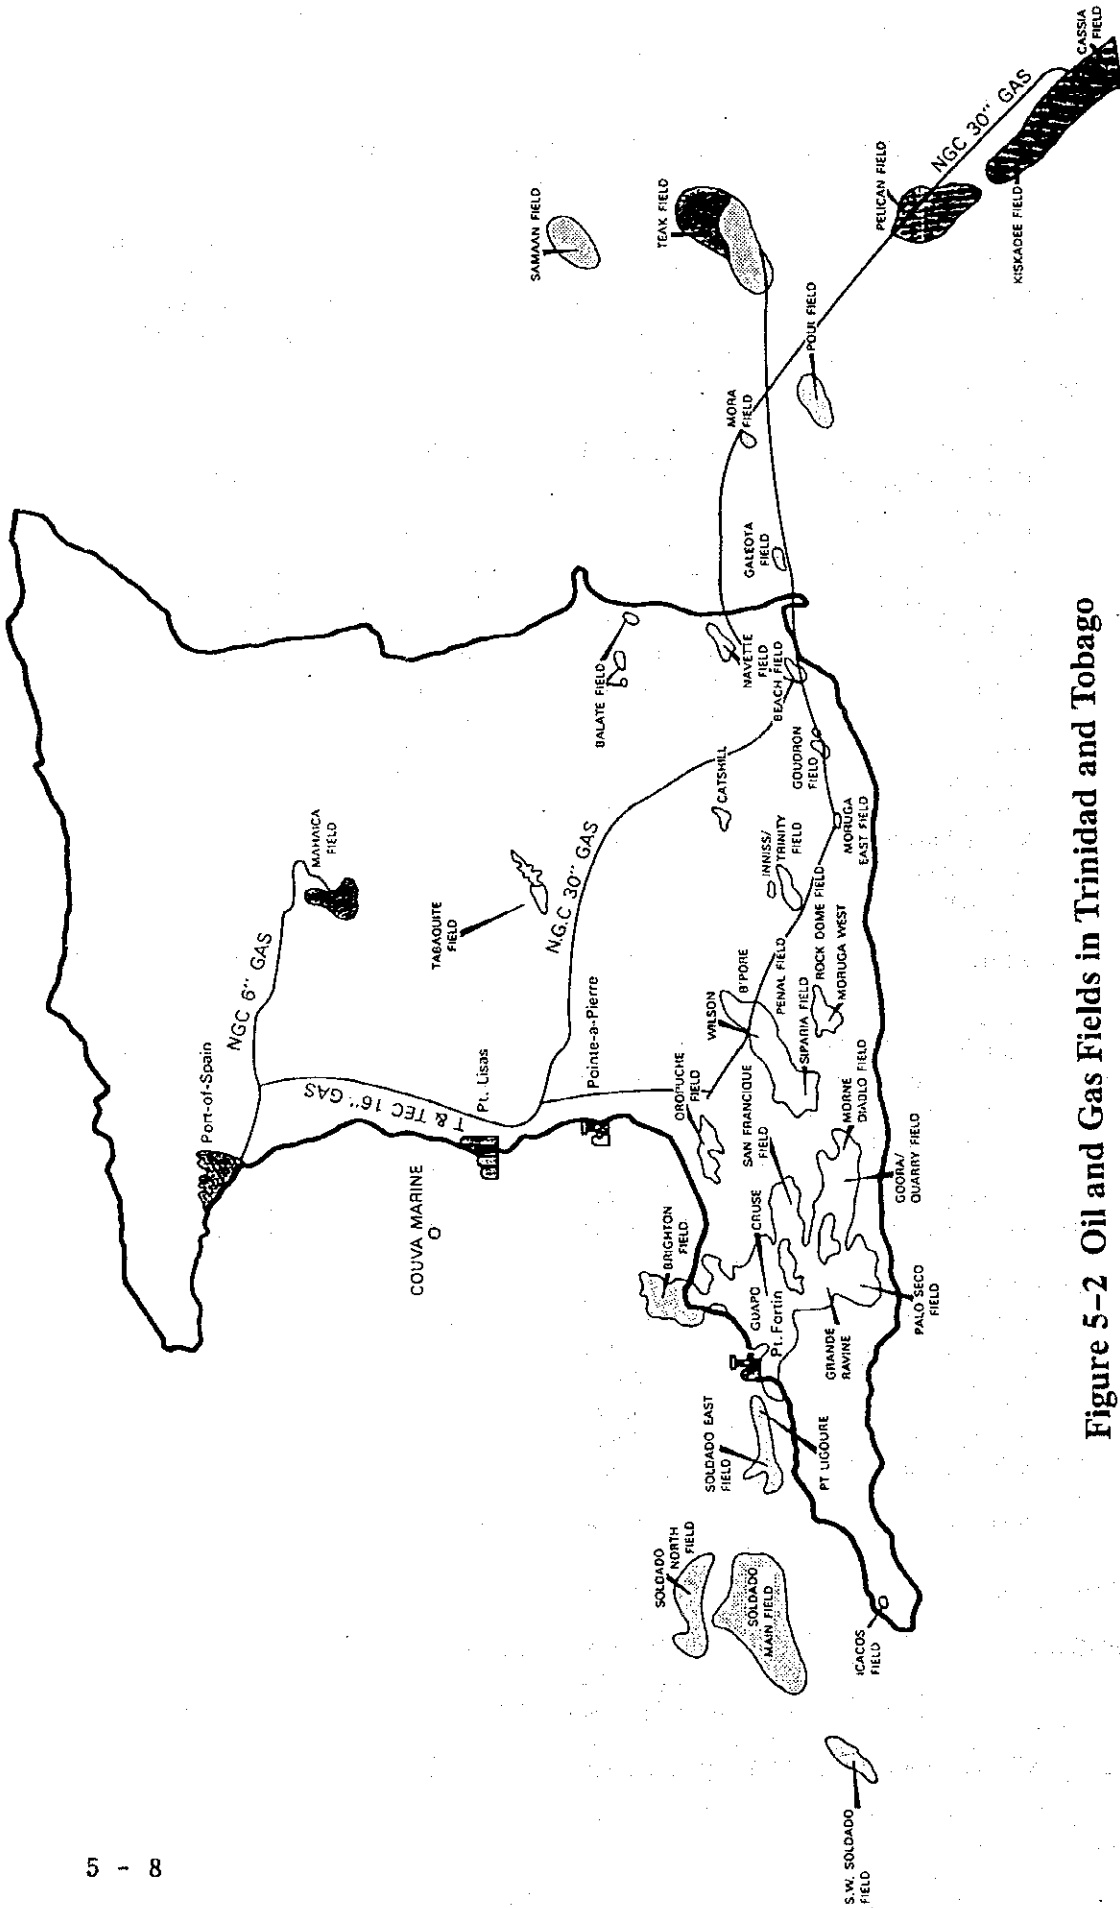 5 - 8
Port-of-Spain
NGC 6" GAS
MAHAICA
FIELD
T & TEC 16" GAS
COUVA MARINE
Pt. Lisas
TABAQUITE
FIELD
N.G.C 30" GAS
Pointe-a-Pierre
SAMAAN FIELD
BALATE FIELD
TEAK FIELD
SOLDADO
NORTH
FIELD
SOLDADO
MAIN FIELD
SOLDADO EAST
FIELD
PT LIGOURE
BRIGHTON
FIELD
GUAPO
CRUSE
Pt. Fortin
OROPUCHE
FIELD
SAN FRANCIQUE
FIELD
WILSON
B'PORE
PENAL FIELD
SIPARIA FIELD
ROCK DOME FIELD
MORUGA WEST
INNISS/
TRINITY
FIELD
CATSHILL
NAVETTE
FIELD
BEACH FIELD
GALEOTA
FIELD
MORA
FIELD
POUI FIELD
PELICAN FIELD
NGC 30" GAS
CASSIA
FIELD
KISKADEE FIELD
GOUDRON
FIELD
MORUGA
EAST FIELD
MORNE
DIABLO FIELD
GOORA/
QUARRY FIELD
GRANDE
RAVINE
PALO SECO
FIELD
ICACOS
FIELD
S.W. SOLDADO
FIELD
Figure 5-2 Oil and Gas Fields in Trinidad and Tobago